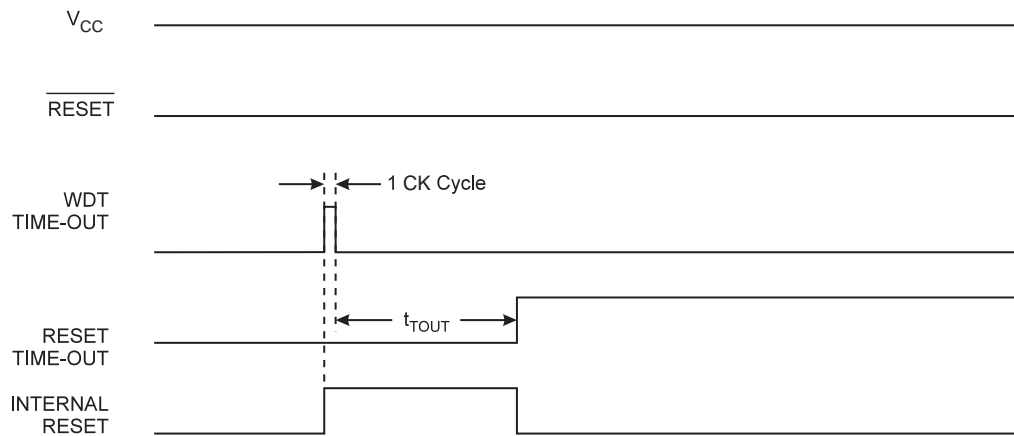 VCC
RESET
1 CK Cycle
WDT
TIME-OUT
tTOUT
RESET
TIME-OUT
INTERNAL
RESET